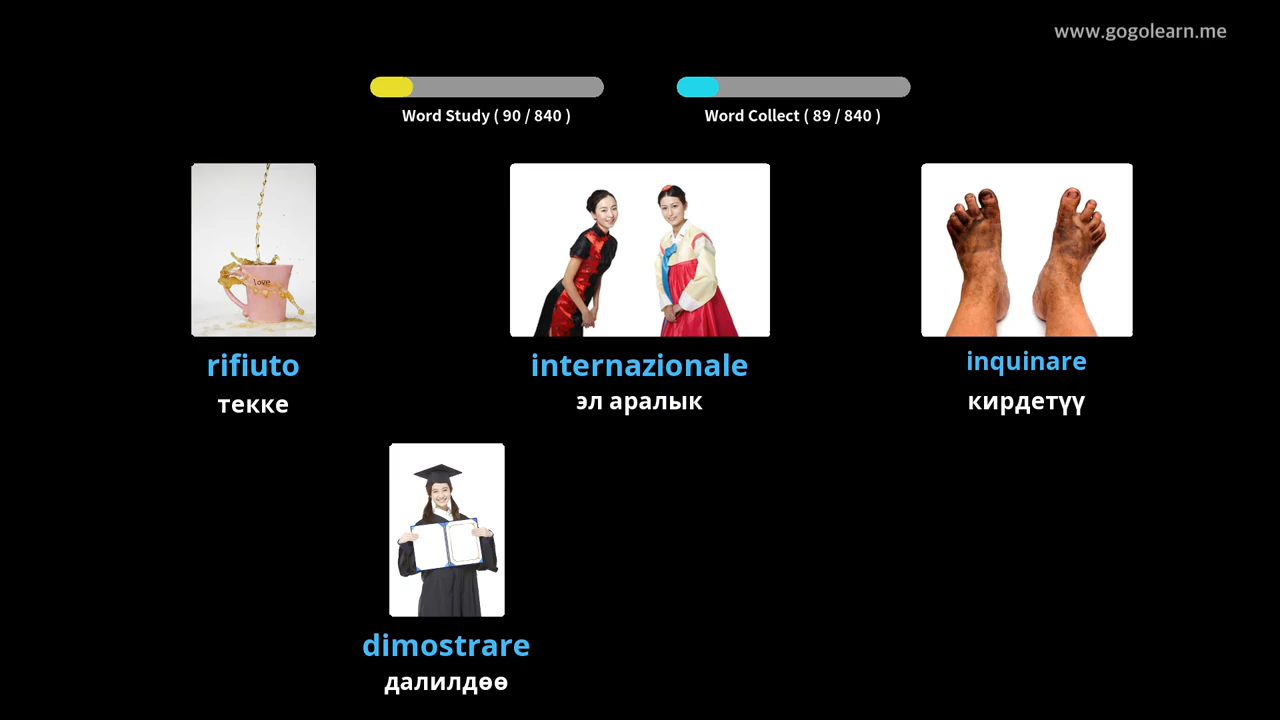 www.gogolearn.me
Word Study ( 90 / 840 )
Word Collect ( 89 / 840 )
love
rifiuto
текке
internazionale
эл аралык
inquinare
кирдетүү
dimostrare
далилдөө